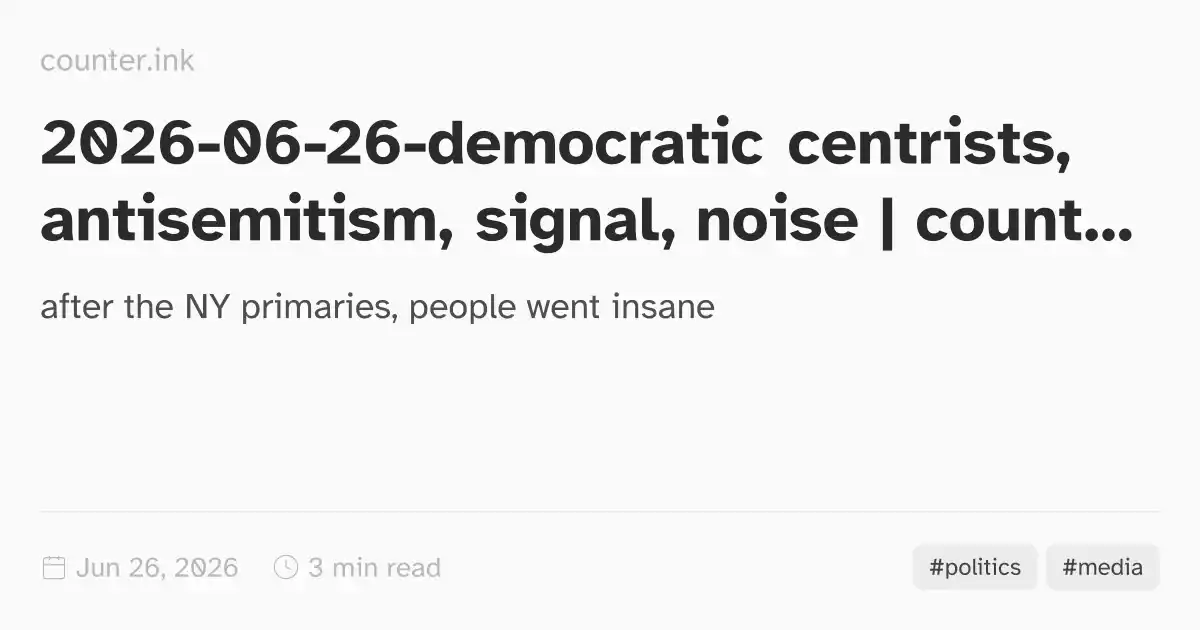 counter.ink
2026-06-26-democratic centrists,
antisemitism, signal, noise | count...
after the NY primaries, people went insane
Jun 26, 2026 3 min read #politics #media